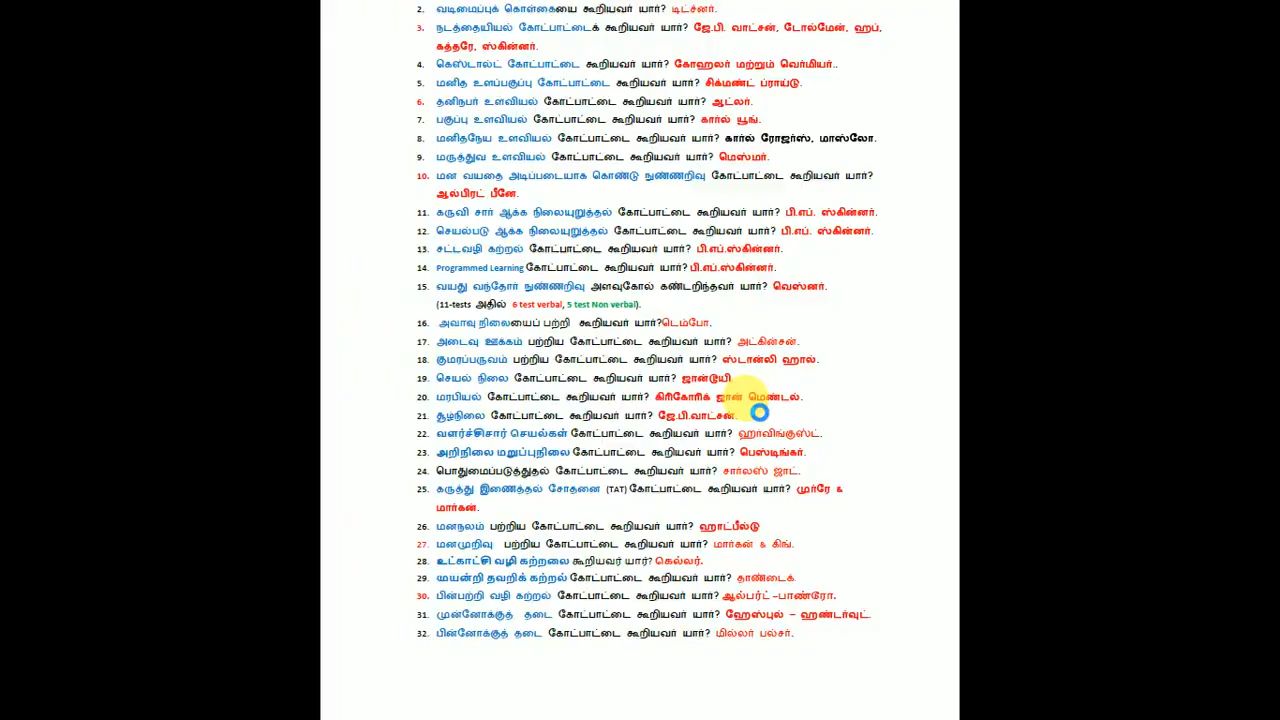 2. வடிமைப்புக் கொள்கையை கூறியவர் யார்? டிட்ச்னர்.
3. நடத்தையியல் கோட்பாட்டைக் கூறியவர் யார்? ஜே.பி. வாட்சன், டோல்மேன், ஹப்,
கத்தரே, ஸ்கின்னர்.
4. கெஸ்டால்ட் கோட்பாட்டை கூறியவர் யார்? கோஹலர் மற்றும் வெர்மியர்..
5. மனித உளப்பகுப்பு கோட்பாட்டை கூறியவர் யார்? சிக்மண்ட் ப்ராய்டு.
6. தனிநபர் உளவியல் கோட்பாட்டை கூறியவர் யார்? ஆட்லர்.
7. பகுப்பு உளவியல் கோட்பாட்டை கூறியவர் யார்? கார்ல் யூங்.
8. மனிதநேய உளவியல் கோட்பாட்டை கூறியவர் யார்? கார்ல் ரோஜர்ஸ், மாஸ்லோ.
9. மருத்துவ உளவியல் கோட்பாட்டை கூறியவர் யார்? மெஸ்மர்.
10. மன வயதை அடிப்படையாக கொண்டு நுண்ணறிவு கோட்பாட்டை கூறியவர் யார்?
ஆல்பிரட் பீனே.
11. கருவி சார் ஆக்க நிலையுறுத்தல் கோட்பாட்டை கூறியவர் யார்? பி.எப். ஸ்கின்னர்.
12. செயல்படு ஆக்க நிலையுறுத்தல் கோட்பாட்டை கூறியவர் யார்? பி.எப். ஸ்கின்னர்.
13. சட்டவழி கற்றல் கோட்பாட்டை கூறியவர் யார்? பி.எப்.ஸ்கின்னர்.
14. Programmed Learning கோட்பாட்டை கூறியவர் யார்? பி.எப்.ஸ்கின்னர்.
15. வயது வந்தோர் நுண்ணறிவு அளவுகோல் கண்டறிந்தவர் யார்? வெஸ்னர்.
(11-tests அதில் 6 test verbal, 5 test Non verbal).
16. அவாவு நிலையைப் பற்றி கூறியவர் யார்?டெம்போ.
17. அடைவு ஊக்கம் பற்றிய கோட்பாட்டை கூறியவர் யார்? அட்கின்சன்.
18. குமரப்பருவம் பற்றிய கோட்பாட்டை கூறியவர் யார்? ஸ்டான்லி ஹால்.
19. செயல் நிலை கோட்பாட்டை கூறியவர் யார்? ஜான்டூயி.
20. மரபியல் கோட்பாட்டை கூறியவர் யார்? கிரிகோரிக் ஜான் மெண்டல்.
21. சூழநிலை கோட்பாட்டை கூறியவர் யார்? ஜே.பி.வாட்சன்.
22. வளர்ச்சிசார் செயல்கள் கோட்பாட்டை கூறியவர் யார்? ஹர்விங்குஸ்ட்.
23. அறிநிலை மறுப்புநிலை கோட்பாட்டை கூறியவர் யார்? பெஸ்டிங்கர்.
24. பொதுமைப்படுத்துதல் கோட்பாட்டை கூறியவர் யார்? சார்லஸ் ஜாட்.
25. கருத்து இணைத்தல் சோதனை (TAT) கோட்பாட்டை கூறியவர் யார்? முர்ரே &
மார்கன்.
26. மனநலம் பற்றிய கோட்பாட்டை கூறியவர் யார்? ஹாட்பீல்டு
27. மனமுறிவு பற்றிய கோட்பாட்டை கூறியவர் யார்? மார்கன் & கிங்.
28. உட்காட்சி வழி கற்றலை கூறியவர் யார்? கெல்லர்.
29. முயன்றி தவறிக் கற்றல் கோட்பாட்டை கூறியவர் யார்? தாண்டைக்.
30. பின்பற்றி வழி கற்றல் கோட்பாட்டை கூறியவர் யார்? ஆல்பர்ட் –பாண்டூரா.
31. முன்னோக்குத் தடை கோட்பாட்டை கூறியவர் யார்? ஹேஸ்புல் – ஹண்டர்வுட்.
32. பின்னோக்குத் தடை கோட்பாட்டை கூறியவர் யார்? மில்லர் பல்சர்.